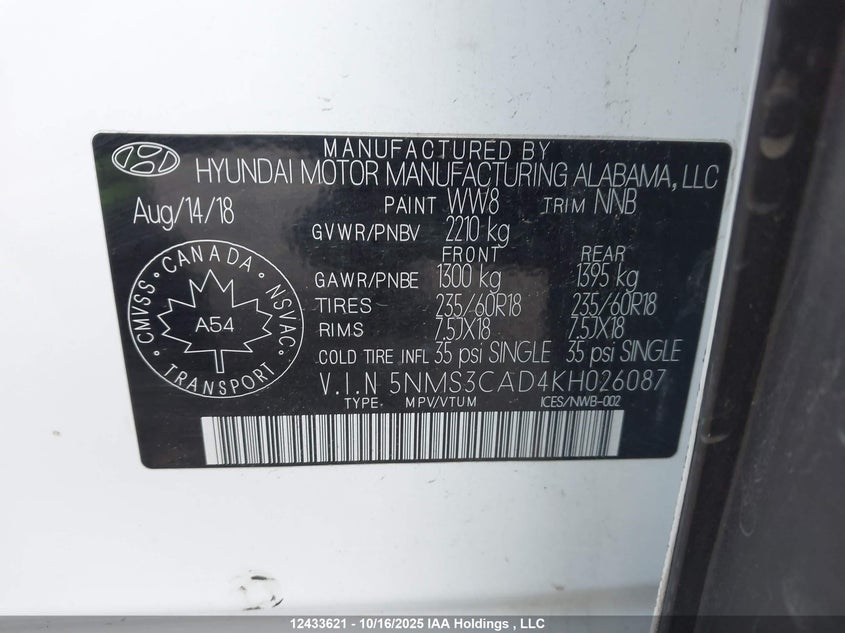 MANUFACTURED BY
HYUNDAI MOTOR MANUFACTURING ALABAMA, LLC
Aug/14/18 PAINT WW8 TRIM NNB
GVWR/PNBV 2210 kg
FRONT REAR
GAWR/PNBE 1300 kg 1395 kg
TIRES 235/60R18 235/60R18
RIMS 7.5JX18 7.5JX18
COLD TIRE INFL 35 psi SINGLE 35 psi SINGLE
V.I.N 5NMS3CAD4KH026087
TYPE. MPV/VTUM ICES/NWB-002
CMVSS · CANADA · NSVAC
A54
TRANSPORT
12433621 - 10/16/2025 IAA Holdings , LLC